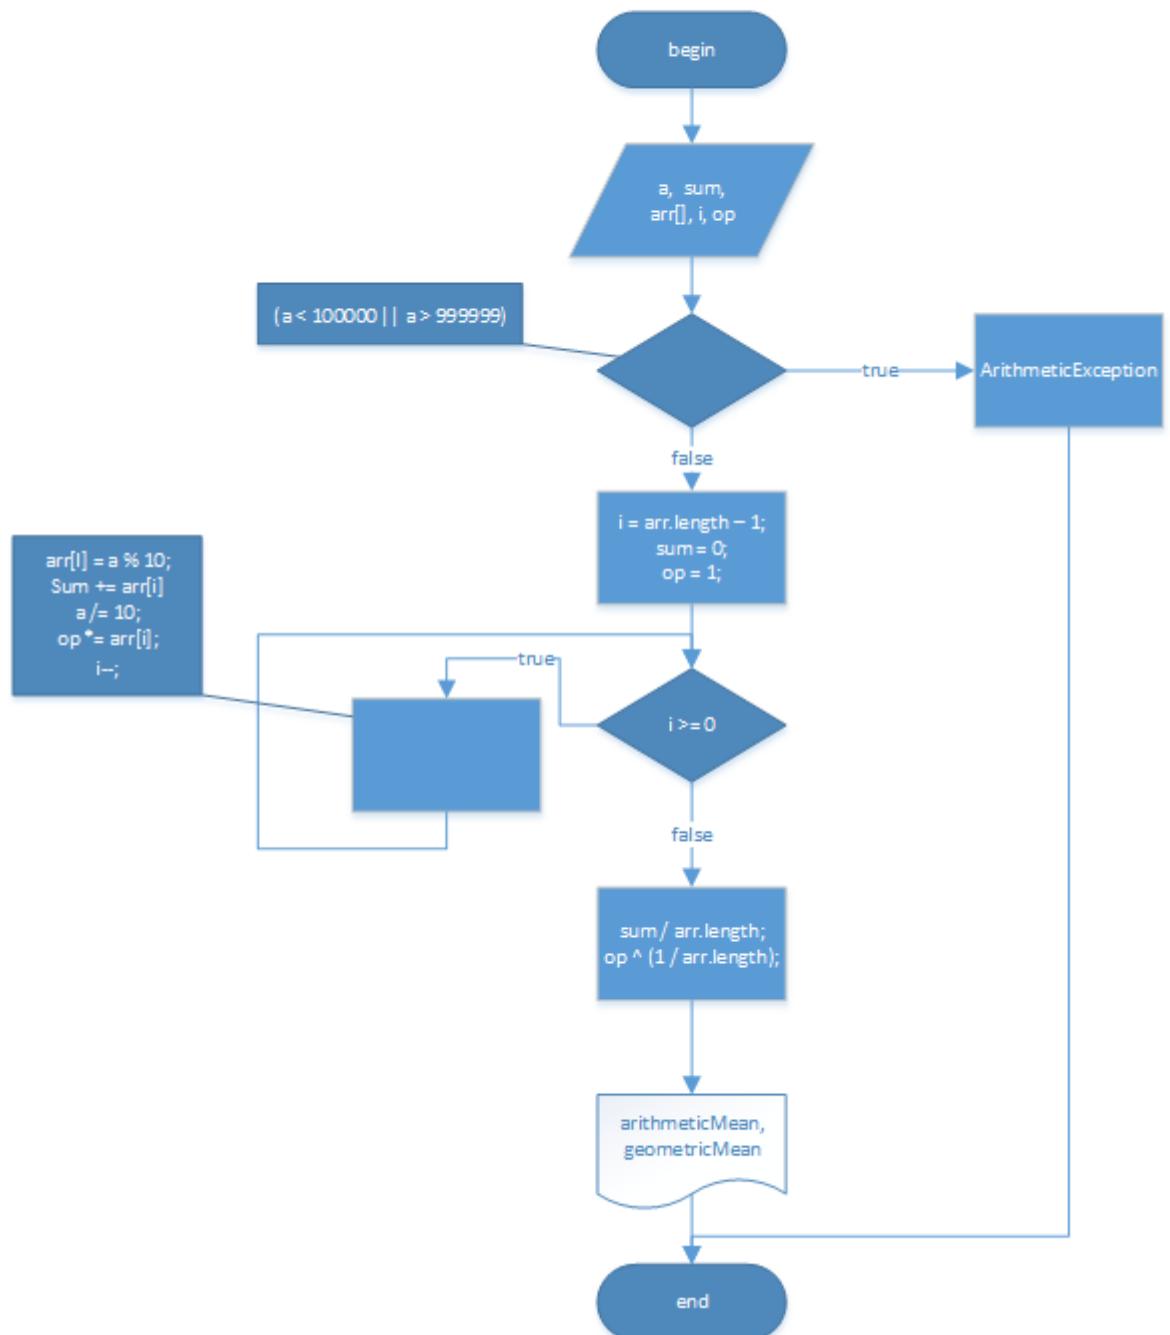 begin
a,  sum,
arr[], i, op
(a < 100000 || a > 999999)
true
ArithmeticException
false
i = arr.length – 1;
sum = 0;
op = 1;
arr[I] = a % 10;
Sum += arr[i]
a /= 10;
op *= arr[i];
i--;
true
i >= 0
false
sum / arr.length;
op ^ (1 / arr.length);
arithmeticMean,
geometricMean
end